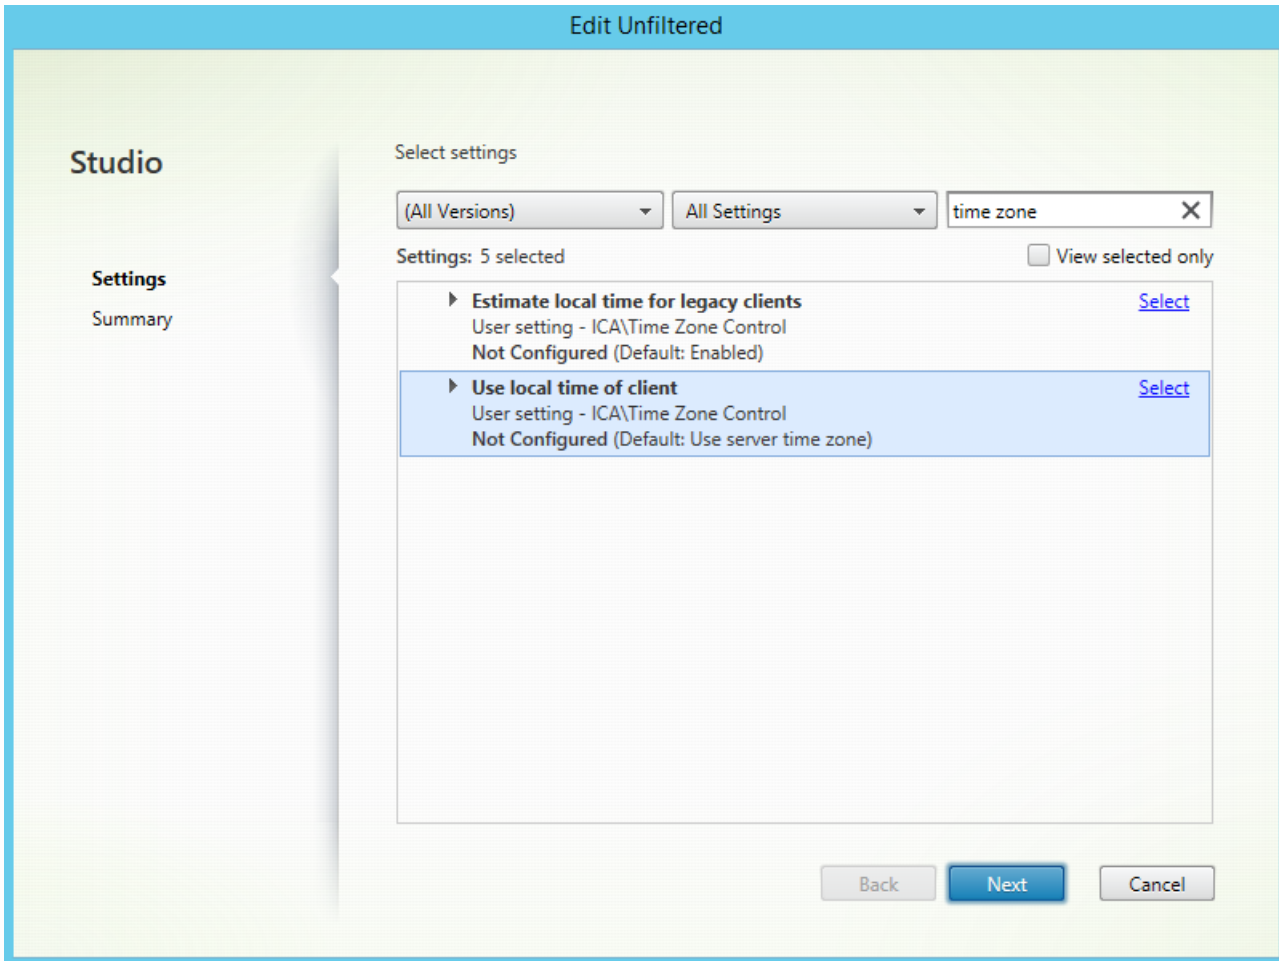 Edit Unfiltered
Studio
Settings
Summary
Select settings
(All Versions)
All Settings
time zone
Settings: 5 selected
View selected only
Estimate local time for legacy clients
Select
User setting - ICA\Time Zone Control
Not Configured (Default: Enabled)
Use local time of client
Select
User setting - ICA\Time Zone Control
Not Configured (Default: Use server time zone)
Back
Next
Cancel